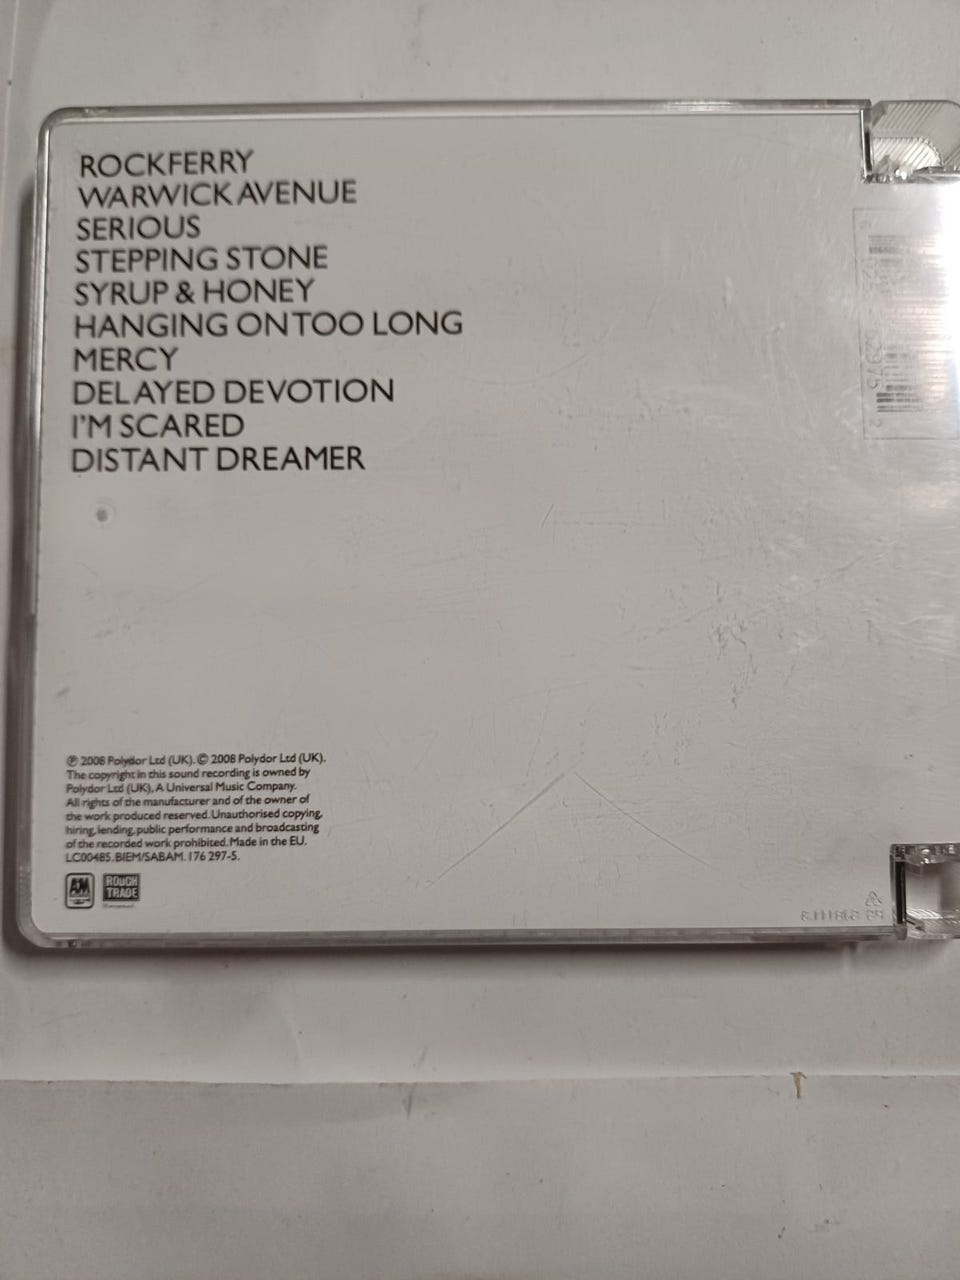 ROCKFERRY
WARWICK AVENUE
SERIOUS
STEPPING STONE
SYRUP & HONEY
HANGING ON TOO LONG
MERCY
DELAYED DEVOTION
I'M SCARED
DISTANT DREAMER
℗ 2008 Polydor Ltd (UK). © 2008 Polydor Ltd (UK).
The copyright in this sound recording is owned by
Polydor Ltd (UK). A Universal Music Company.
All rights of the manufacturer and of the owner of
the work produced reserved. Unauthorised copying,
hiring, lending, public performance and broadcasting
of the recorded work prohibited. Made in the EU.
LC00485. BIEM/SABAM. 176 297-5.
A&M
ROUGH
TRADE